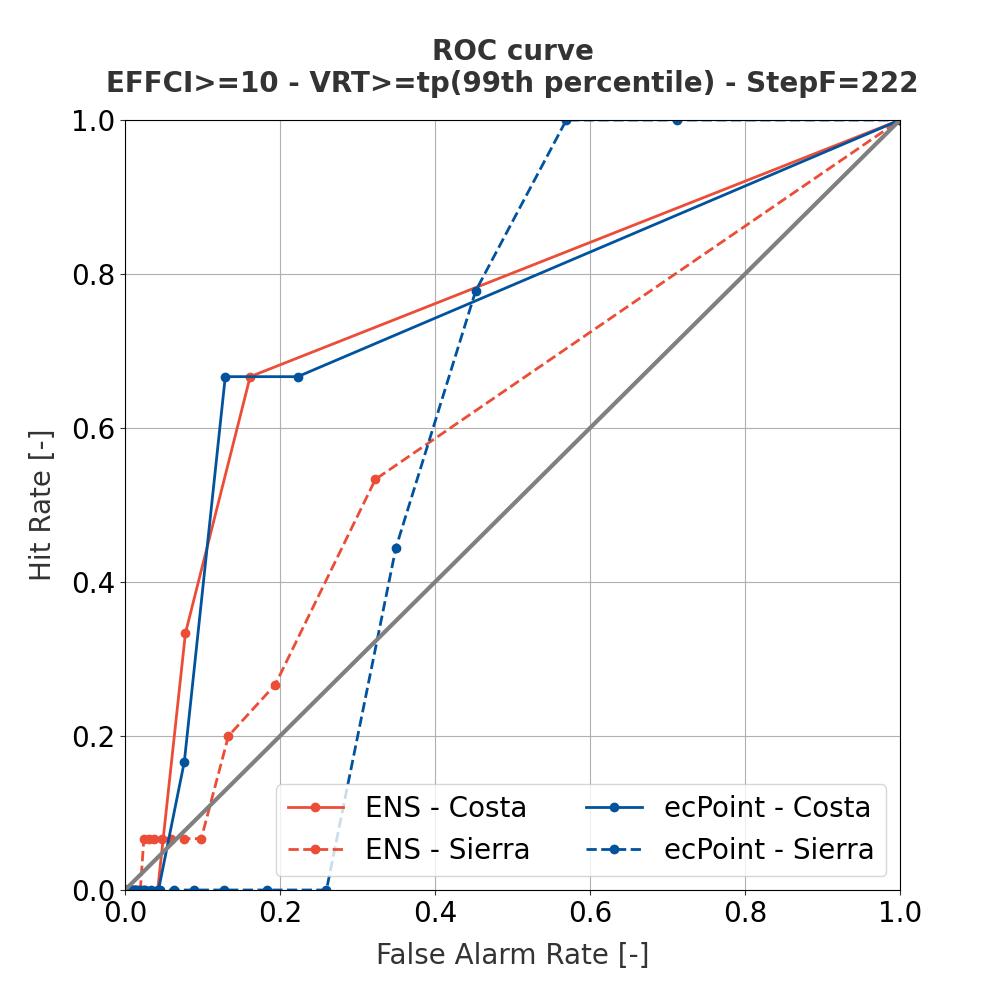 ROC curve
EFFCI>=10 - VRT>=tp(99th percentile) - StepF=222
1.0
0.8
0.6
0.4
0.2
0.0
Hit Rate [-]
ENS - Costa
ENS - Sierra
ecPoint - Costa
ecPoint - Sierra
0.0 0.2 0.4 0.6 0.8 1.0
False Alarm Rate [-]